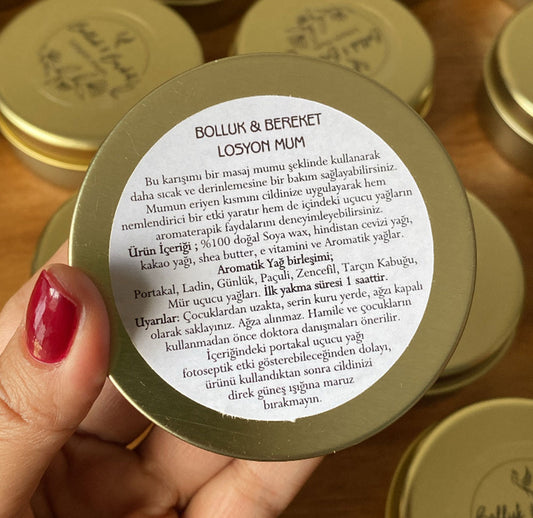 BOLLUK & BEREKET
LOSYON MUM
Bu karışımı bir masaj mumu şeklinde kullanarak
daha sıcak ve derinlemesine bir bakım sağlayabilirsiniz.
Mumun eriyen kısmını cildinize uygulayarak hem
nemlendirici bir etki yaratır hem de içindeki uçucu yağların
aromaterapik faydalarını deneyinleyebilirsiniz.
Ürün İçeriği ; %100 doğal Soya wax, hindistan cevizi yağı,
kakao yağı, shea butter, e vitamini ve Aromatik yağlar.
Aromatik Yağ birleşimi;
Portakal, Ladin, Günlük, Paçuli, Zencefil, Tarçın Kabuğu,
Mür uçucu yağları. İlk yakma süresi 1 saattir.
Uyarılar: Çocuklardan uzakta, serin kuru yerde, ağzı kapalı
olarak saklayınız. Ağza alınmaz. Hamile ve çocukların
kullanmadan önce doktora danışmaları önerilir.
İçeriğindeki portakal uçucu yağı
fotoseptik etki gösterebileceğinden dolayı,
ürünü kullandıktan sonra cildinizi
direk güneş ışığına maruz
bırakmayın.